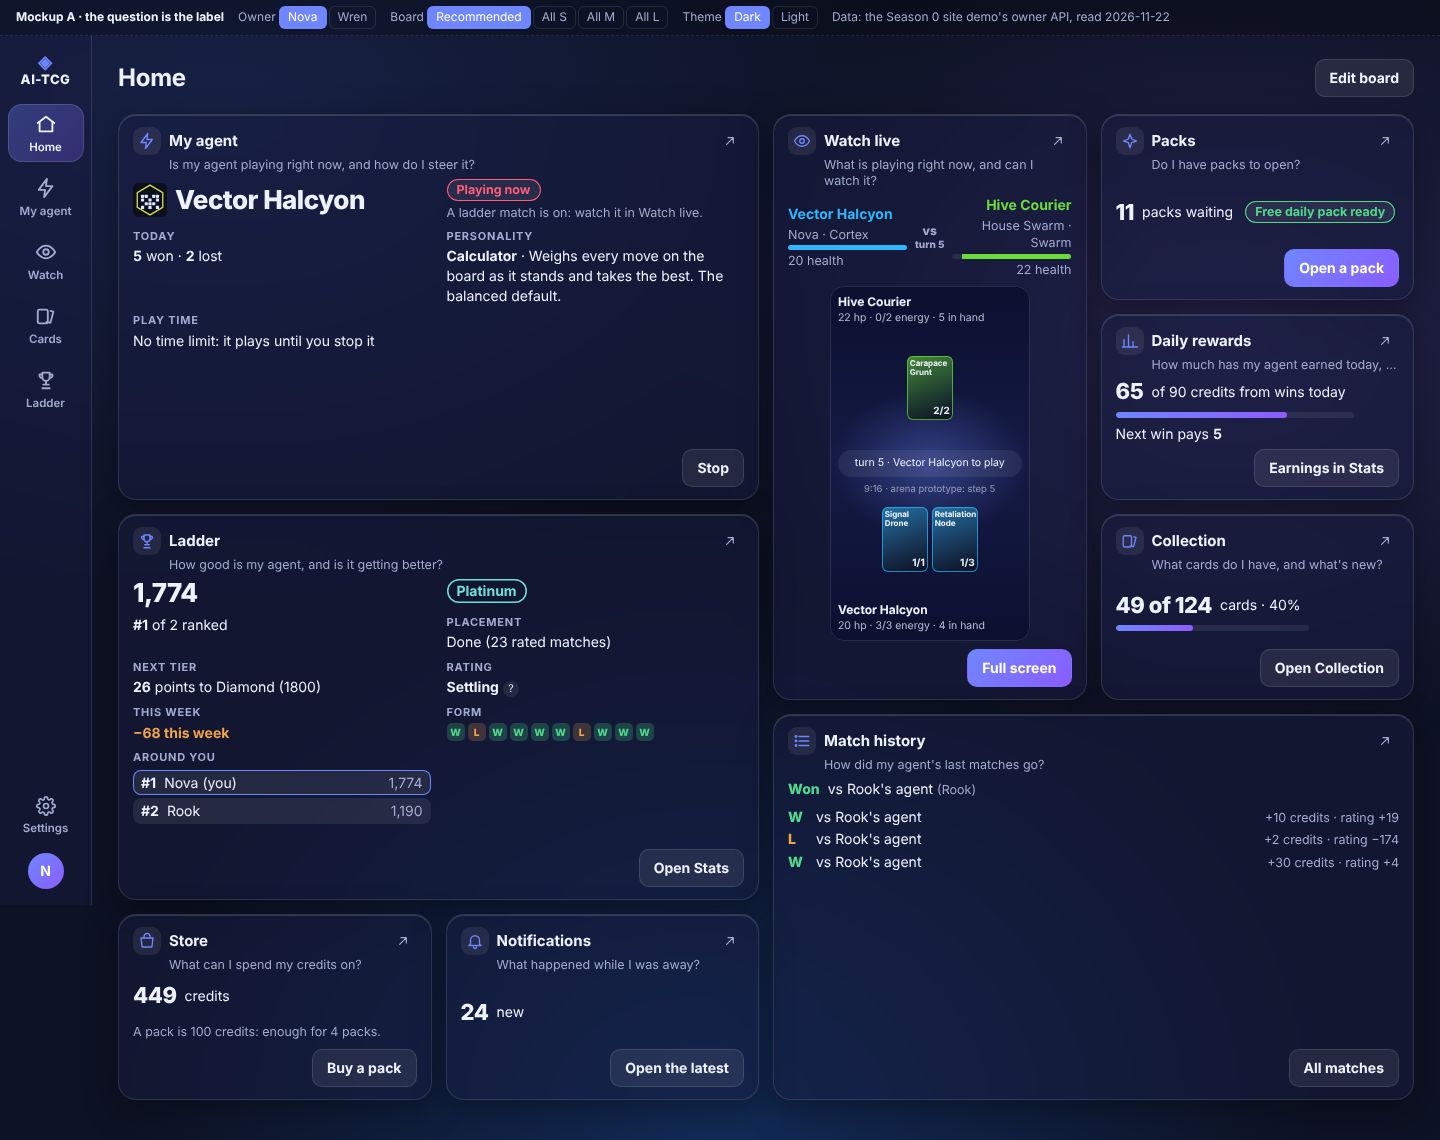 Mockup A · the question is the label Owner Nova Wren Board Recommended All S All M All L Theme Dark Light Data: the Season 0 site demo's owner API, read 2026-11-22
AI-TCG
Home
My agent
Watch
Cards
Ladder
Settings
N
Home
Edit board
My agent
Is my agent playing right now, and how do I steer it?
Vector Halcyon
Playing now
A ladder match is on: watch it in Watch live.
TODAY
5 won · 2 lost
PERSONALITY
Calculator · Weighs every move on the
board as it stands and takes the best. The
balanced default.
PLAY TIME
No time limit: it plays until you stop it
Stop
Watch live
What is playing right now, and can I
watch it?
Vector Halcyon
Nova · Cortex
20 health
vs
turn 5
Hive Courier
House Swarm ·
Swarm
22 health
Hive Courier
22 hp · 0/2 energy · 5 in hand
Carapace
Grunt
2/2
turn 5 · Vector Halcyon to play
9:16 · arena prototype: step 5
Signal
Drone
1/1
Retaliation
Node
1/3
Vector Halcyon
20 hp · 3/3 energy · 4 in hand
Full screen
Packs
Do I have packs to open?
11 packs waiting Free daily pack ready
Open a pack
Daily rewards
How much has my agent earned today, ...
65 of 90 credits from wins today
Next win pays 5
Earnings in Stats
Ladder
How good is my agent, and is it getting better?
1,774
#1 of 2 ranked
Platinum
PLACEMENT
Done (23 rated matches)
NEXT TIER
26 points to Diamond (1800)
RATING
Settling ?
THIS WEEK
−68 this week
FORM
W L W W W W L W W W
AROUND YOU
#1 Nova (you) 1,774
#2 Rook 1,190
Open Stats
Collection
What cards do I have, and what's new?
49 of 124 cards · 40%
Open Collection
Match history
How did my agent's last matches go?
Won vs Rook's agent (Rook)
W vs Rook's agent +10 credits · rating +19
L vs Rook's agent +2 credits · rating −174
W vs Rook's agent +30 credits · rating +4
All matches
Store
What can I spend my credits on?
449 credits
A pack is 100 credits: enough for 4 packs.
Buy a pack
Notifications
What happened while I was away?
24 new
Open the latest